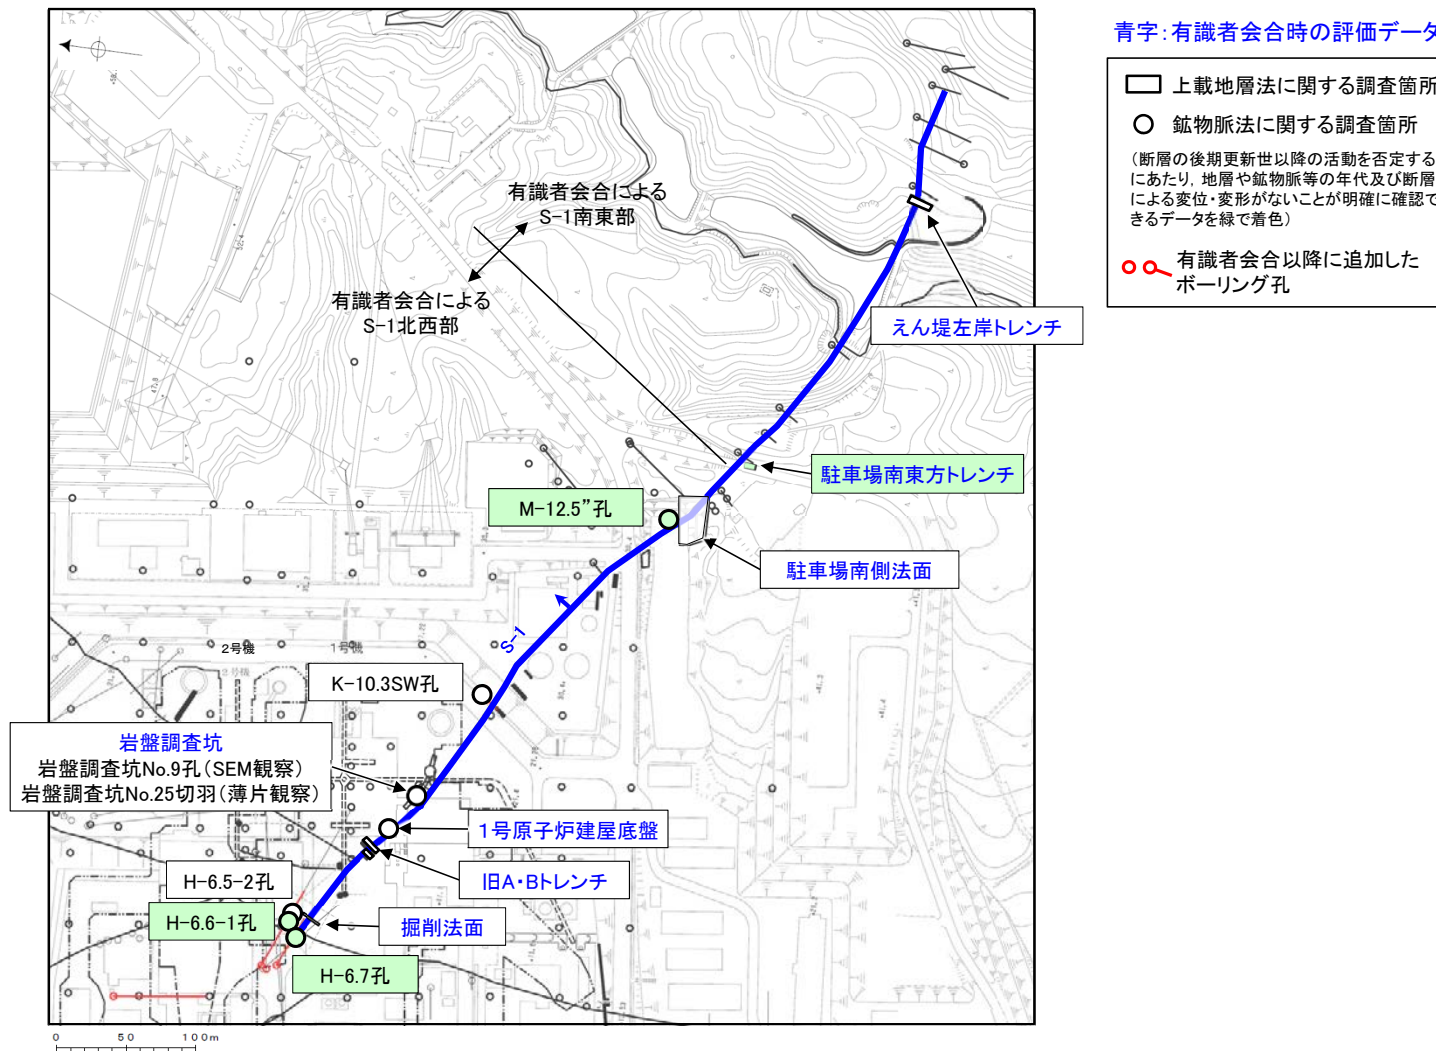 青字：有識者会合時の評価データ
上載地層法に関する調査箇所
鉱物脈法に関する調査箇所
（断層の後期更新世以降の活動を否定する
にあたり，地層や鉱物脈等の年代及び断層
による変位・変形がないことが明確に確認で
きるデータを緑で着色）
有識者会合以降に追加した
ボーリング孔
有識者会合による
S-1南東部
有識者会合による
S-1北西部
えん堤左岸トレンチ
駐車場南東方トレンチ
M-12.5”孔
駐車場南側法面
S-1
2号機
1号機
2号機
K-10.3SW孔
岩盤調査坑
岩盤調査坑No.9孔（SEM観察）
岩盤調査坑No.25切羽（薄片観察）
1号原子炉建屋底盤
旧A・Bトレンチ
H-6.5-2孔
H-6.6-1孔
掘削法面
H-6.7孔
0 50 100m